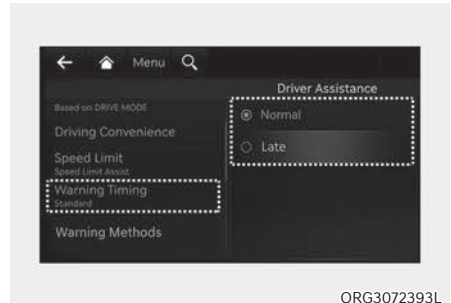 Menu
Driver Assistance
Based on DRIVE MODE
Driving Convenience
Speed Limit
Speed Limit Assist
Warning Timing
Standard
Warning Methods
Normal
Late
ORG3072393L